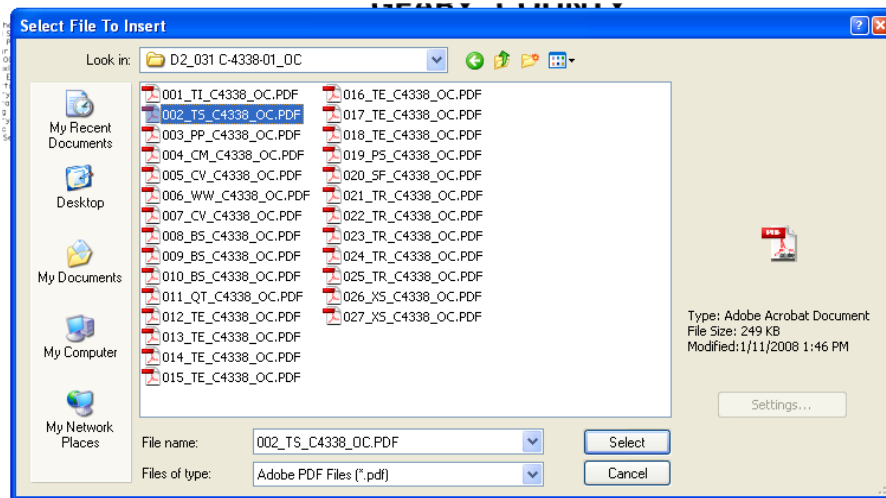 GEARY COUNTY
Select File To Insert
Look in: D2_031 C-4338-01_OC
My Recent Documents
Desktop
My Documents
My Computer
My Network Places
001_TI_C4338_OC.PDF
002_TS_C4338_OC.PDF
003_PP_C4338_OC.PDF
004_CM_C4338_OC.PDF
005_CV_C4338_OC.PDF
006_WW_C4338_OC.PDF
007_CV_C4338_OC.PDF
008_BS_C4338_OC.PDF
009_BS_C4338_OC.PDF
010_BS_C4338_OC.PDF
011_QT_C4338_OC.PDF
012_TE_C4338_OC.PDF
013_TE_C4338_OC.PDF
014_TE_C4338_OC.PDF
015_TE_C4338_OC.PDF
016_TE_C4338_OC.PDF
017_TE_C4338_OC.PDF
018_TE_C4338_OC.PDF
019_PS_C4338_OC.PDF
020_SF_C4338_OC.PDF
021_TR_C4338_OC.PDF
022_TR_C4338_OC.PDF
023_TR_C4338_OC.PDF
024_TR_C4338_OC.PDF
025_TR_C4338_OC.PDF
026_XS_C4338_OC.PDF
027_XS_C4338_OC.PDF
Type: Adobe Acrobat Document
File Size: 249 KB
Modified:1/11/2008 1:46 PM
Settings...
File name: 002_TS_C4338_OC.PDF
Select
Files of type: Adobe PDF Files (*.pdf)
Cancel